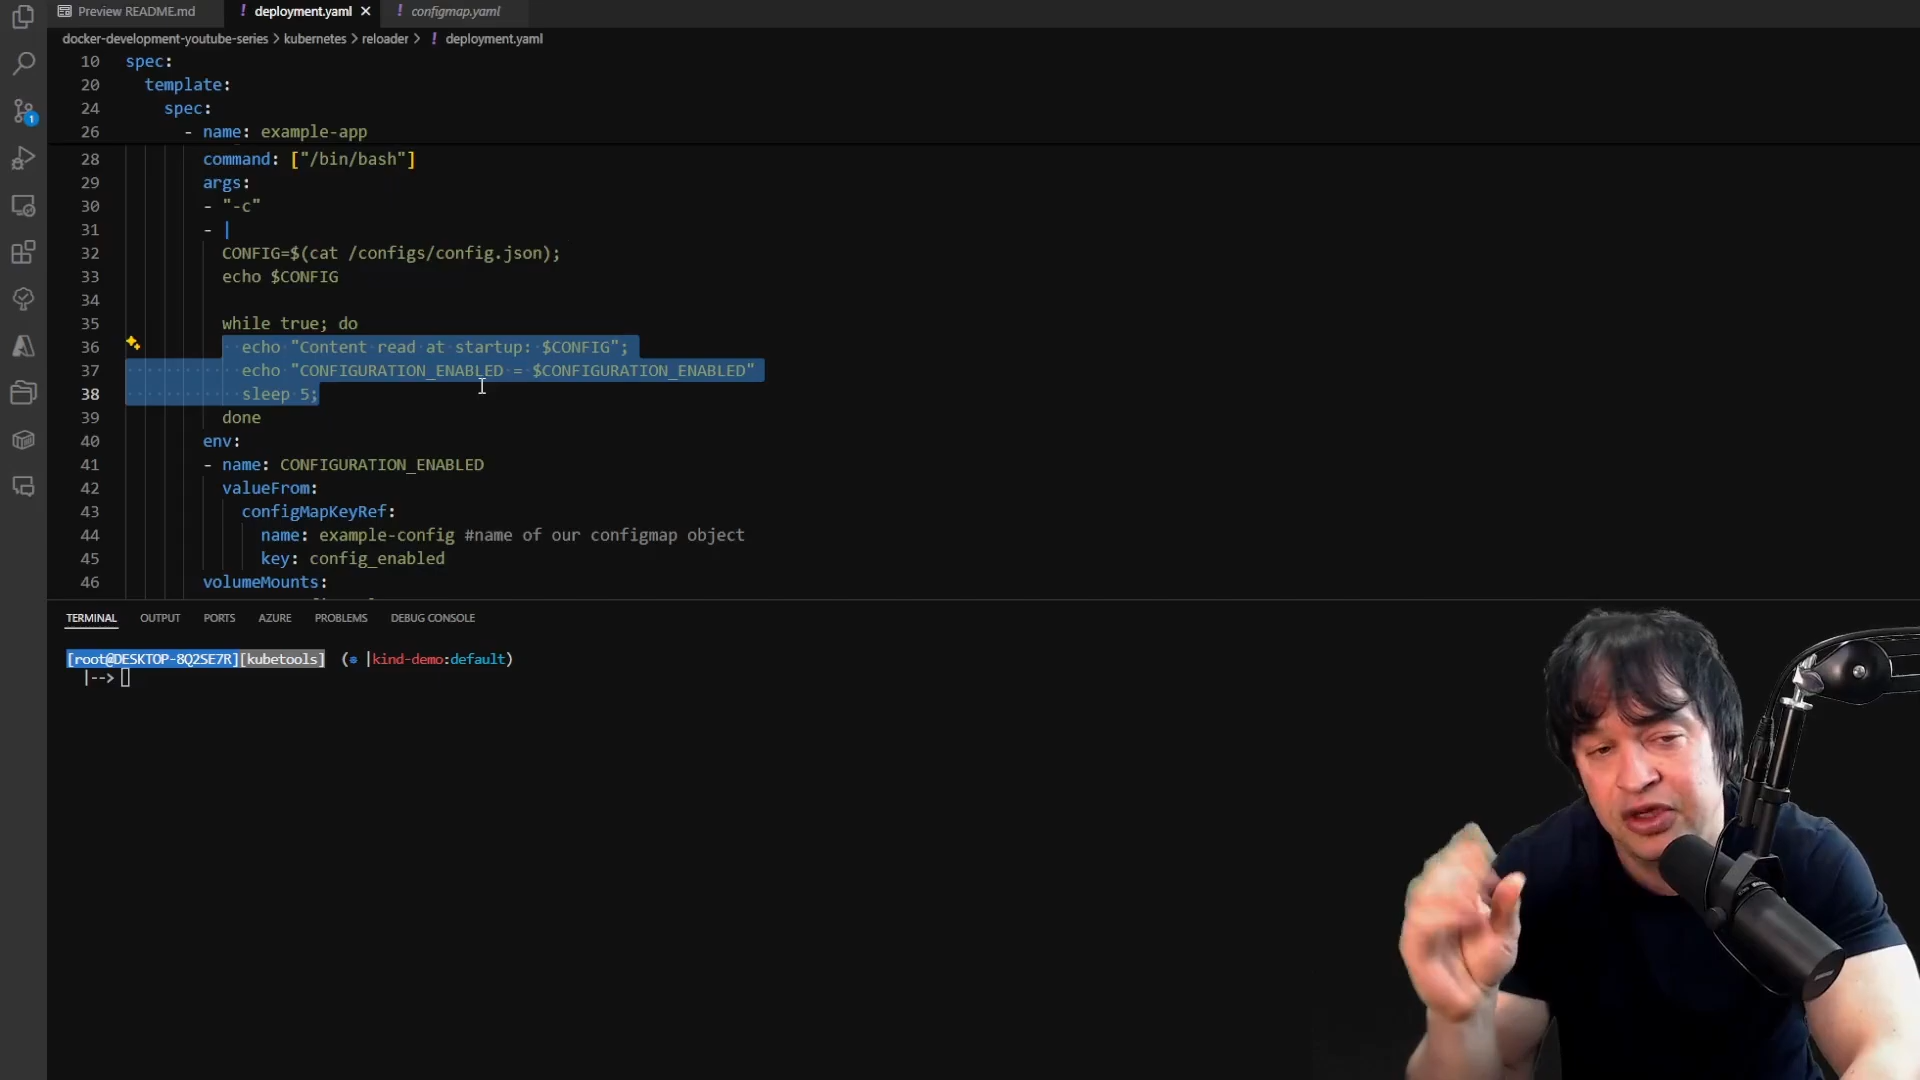 Preview README.md
! deployment.yaml
! configmap.yaml
docker-development-youtube-series > kubernetes > reloader > ! deployment.yaml
10 spec:
20 template:
24 spec:
26 - name: example-app
28 command: ["/bin/bash"]
29 args:
30 - "-c"
31 - |
32 CONFIG=$(cat /configs/config.json);
33 echo $CONFIG
34
35 while true; do
36 echo "Content read at startup: $CONFIG";
37 echo "CONFIGURATION_ENABLED = $CONFIGURATION_ENABLED"
38 sleep 5;
39 done
40 env:
41 - name: CONFIGURATION_ENABLED
42 valueFrom:
43 configMapKeyRef:
44 name: example-config #name of our configmap object
45 key: config_enabled
46 volumeMounts:
1
TERMINAL OUTPUT PORTS AZURE PROBLEMS DEBUG CONSOLE
[root@DESKTOP-8Q2SE7R][kubetools] (⎈ |kind-demo:default)
|-->